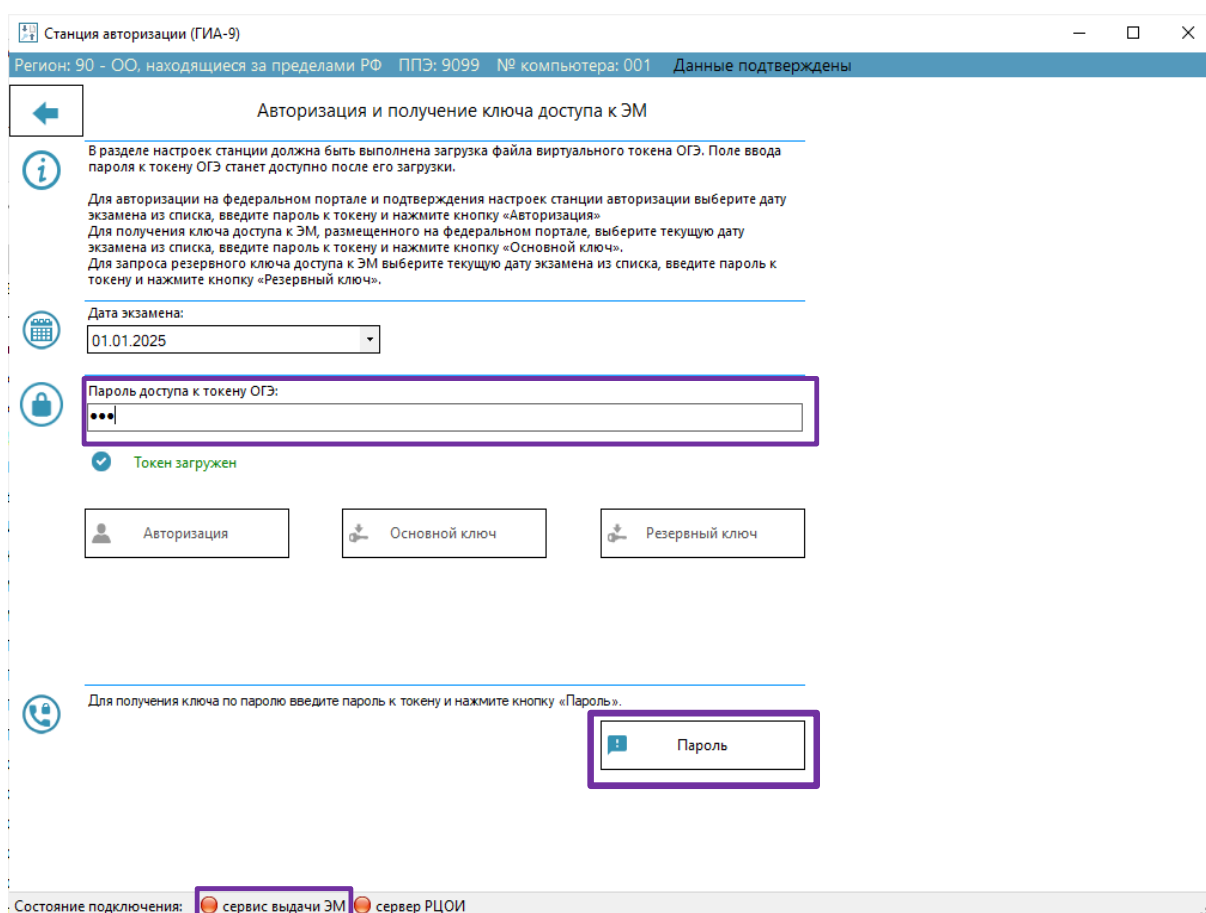 Станция авторизации (ГИА-9)
Регион: 90 - ОО, находящиеся за пределами РФ ППЭ: 9099 № компьютера: 001 Данные подтверждены
Авторизация и получение ключа доступа к ЭМ
В разделе настроек станции должна быть выполнена загрузка файла виртуального токена ОГЭ. Поле ввода
пароля к токену ОГЭ станет доступно после его загрузки.
Для авторизации на федеральном портале и подтверждения настроек станции авторизации выберите дату
экзамена из списка, введите пароль к токену и нажмите кнопку «Авторизация»
Для получения ключа доступа к ЭМ, размещенного на федеральном портале, выберите текущую дату
экзамена из списка, введите пароль к токену и нажмите кнопку «Основной ключ».
Для запроса резервного ключа доступа к ЭМ выберите текущую дату экзамена из списка, введите пароль к
токену и нажмите кнопку «Резервный ключ».
Дата экзамена:
01.01.2025
Пароль доступа к токену ОГЭ:
•••
Токен загружен
Авторизация Основной ключ Резервный ключ
Для получения ключа по паролю введите пароль к токену и нажмите кнопку «Пароль».
Пароль
Состояние подключения: сервис выдачи ЭМ сервер РЦОИ